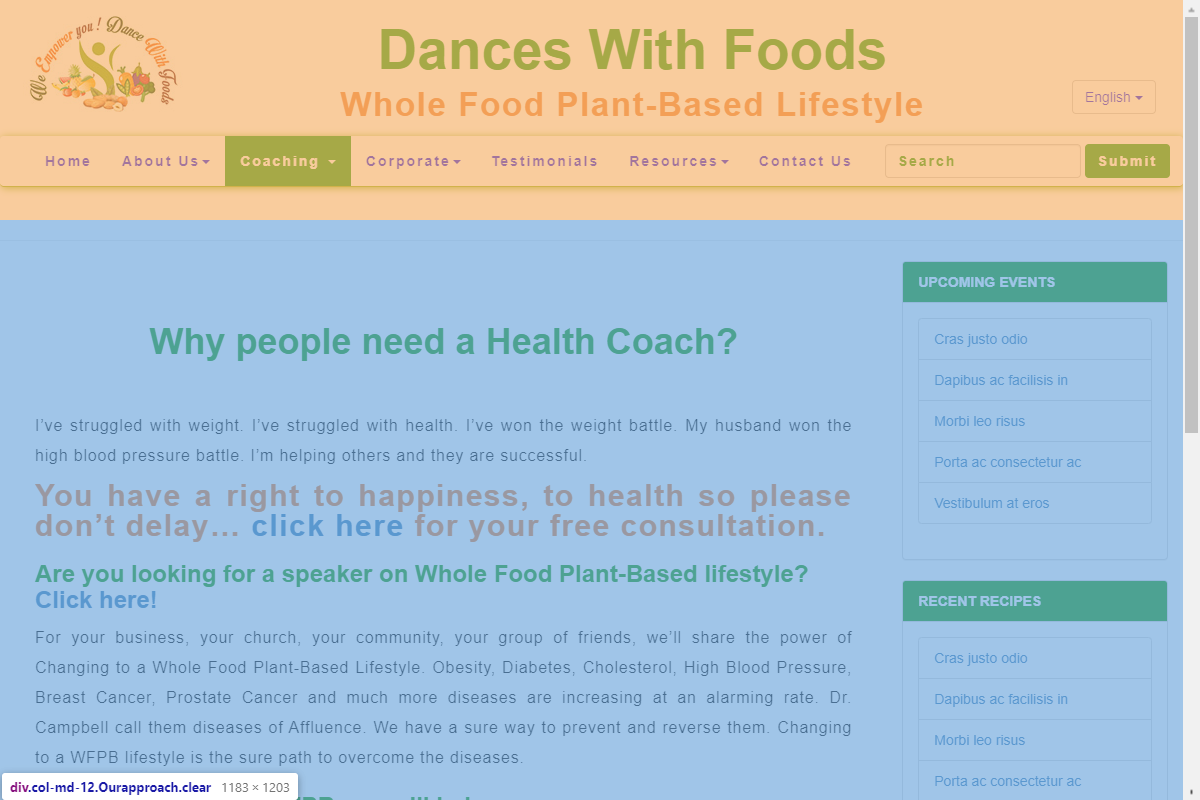 We Empower you ! Dance With Foods
Dances With Foods
Whole Food Plant-Based Lifestyle
English
Home About Us Coaching Corporate Testimonials Resources Contact Us Search Submit
Why people need a Health Coach?
I’ve struggled with weight. I’ve struggled with health. I’ve won the weight battle. My husband won the
high blood pressure battle. I’m helping others and they are successful.
You have a right to happiness, to health so please
don’t delay… click here for your free consultation.
Are you looking for a speaker on Whole Food Plant-Based lifestyle?
Click here!
For your business, your church, your community, your group of friends, we’ll share the power of
Changing to a Whole Food Plant-Based Lifestyle. Obesity, Diabetes, Cholesterol, High Blood Pressure,
Breast Cancer, Prostate Cancer and much more diseases are increasing at an alarming rate. Dr.
Campbell call them diseases of Affluence. We have a sure way to prevent and reverse them. Changing
to a WFPB lifestyle is the sure path to overcome the diseases.
UPCOMING EVENTS
Cras justo odio
Dapibus ac facilisis in
Morbi leo risus
Porta ac consectetur ac
Vestibulum at eros
RECENT RECIPES
Cras justo odio
Dapibus ac facilisis in
Morbi leo risus
Porta ac consectetur ac
div.col-md-12.Ourapproach.clear 1183 × 1203